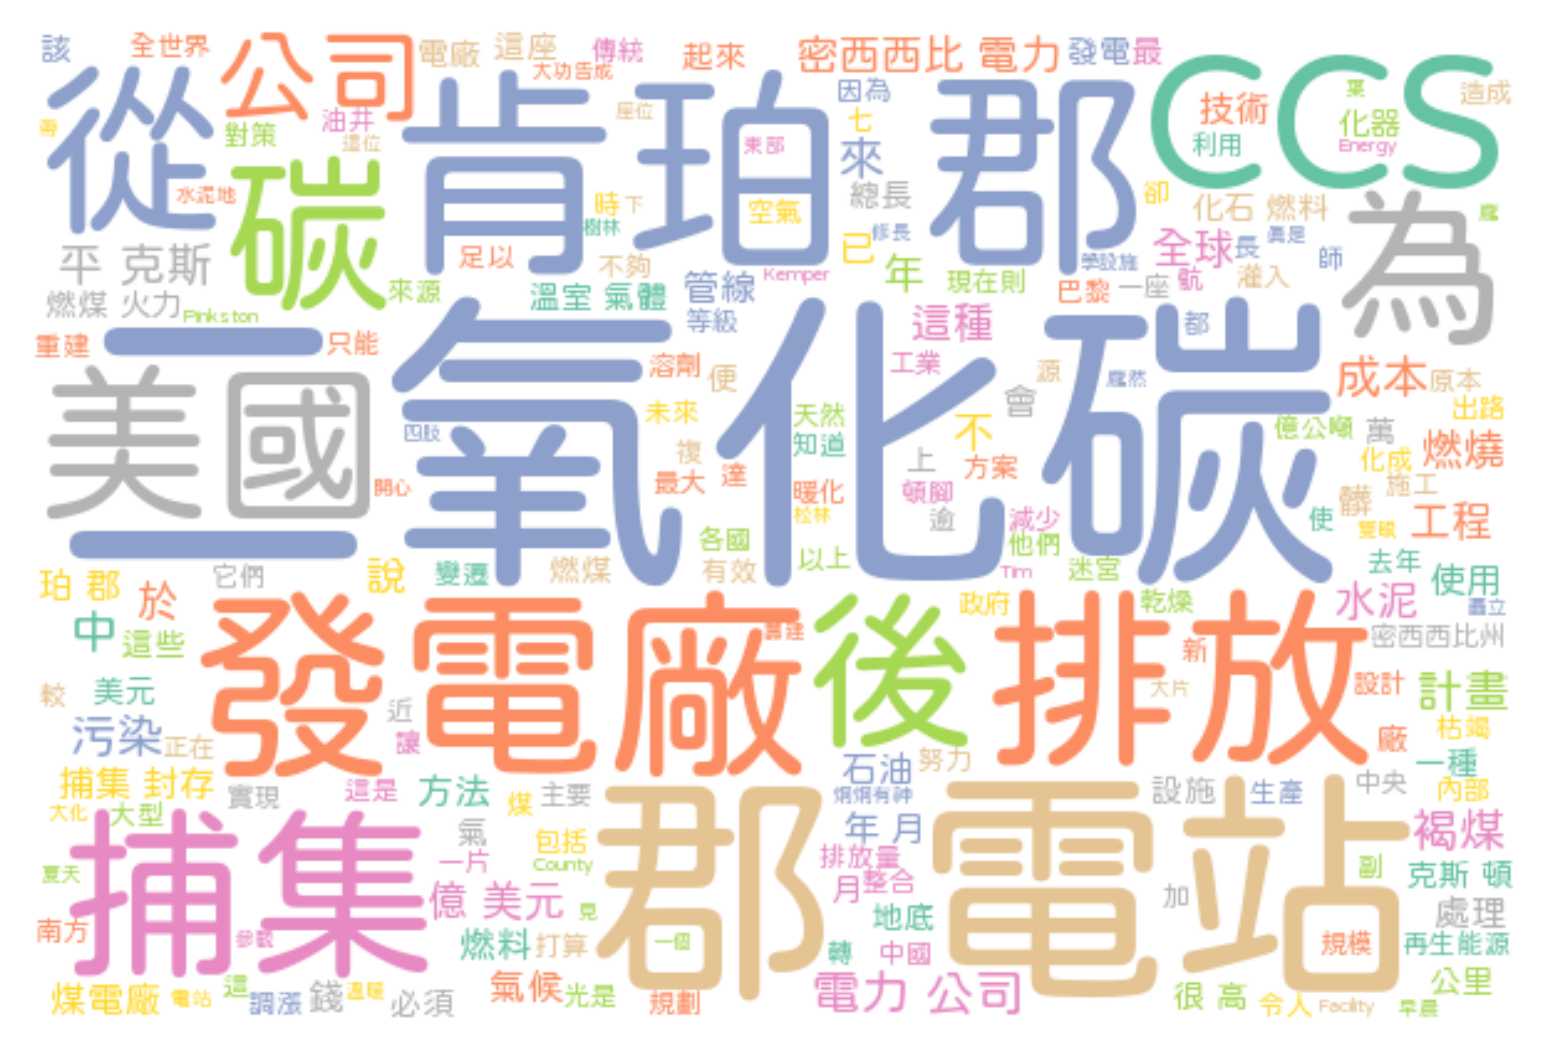 該 全世界 公司 電廠 這座 傳統 起來 密西西比 電力 發電 最 CCS
大功告成 因為 葉 造成
從 肯珀 郡 油井 座位 七 技術 化器
對策 這位 東部 來 利用 Energy
碳 水泥地 時 下 空氣 總長 卻 化石 燃料 為
樹林 已 修長 全球 長 真是
平 克斯 足以 不夠 Kemper 年 現在則 學設施 師
來源 溫室 氣體 管線 巴黎 一座 航 灌入
燃煤 火力 Pinkston 等級 這種 都
重建 只能 二氧化碳 工業 源 龐然 成本 原本
美國 溶劑 便 會 出路
四肢 未來 天然 不 億公噸 萬
複 知道 上 方案 化成 燃燒
開心 最大 達 暖化 頓腳 髒 施工
松林 逾 減少 使 雙眼 工程
各國 他們 去年
珀 郡 它們 說 變遷 燃煤 有效 以上 Tim 迷宮 使用
於 政府 乾燥 水泥 矗立
中 這些 發電廠 後 排放 新 密西西比州
較 美元 近 大片 設計 計畫
污染 正在 讓 廠 枯竭
捕集 封存 石油 努力 一種
實現 這是 方法 煤 主要 炯炯有神 設施 生產 中央 內部
大化 大型 捕集 氣 包括 郡 電站 年 月 褐煤
夏天 一片 County 排放量 副 克斯 頓
億 美元 見 月 整合 加 處理
南方 參觀 燃料 打算 一個 地底 轉 中國 規模 再生能源
煤電廠 電站 這 調漲 錢 溫暖 必須 氣候 光是 規劃 電力 公司 很 高 令人 Facility 公里 早晨